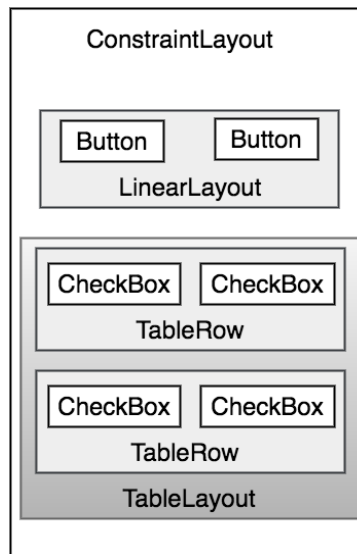 ConstraintLayout
Button Button
LinearLayout
CheckBox CheckBox
TableRow
CheckBox CheckBox
TableRow
TableLayout